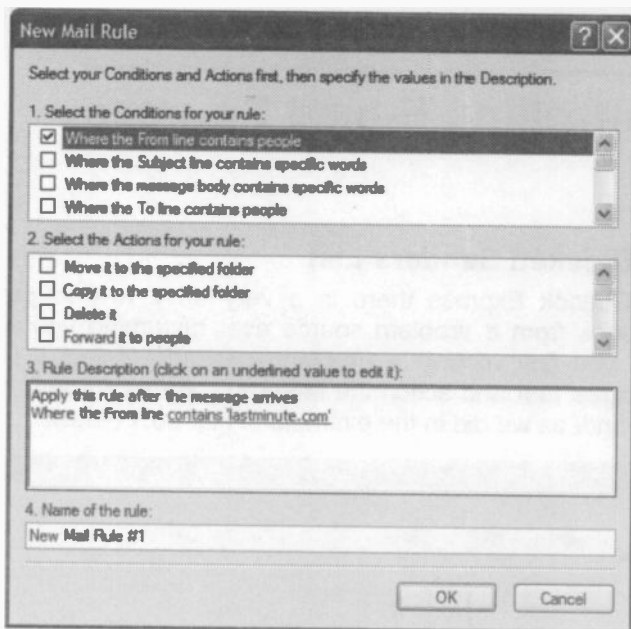 New Mail Rule
Select your Conditions and Actions first, then specify the values in the Description.
1. Select the Conditions for your rule:
Where the From line contains people
Where the Subject line contains specific words
Where the message body contains specific words
Where the To line contains people
2. Select the Actions for your rule:
Move it to the specified folder
Copy it to the specified folder
Delete it
Forward it to people
3. Rule Description (click on an underlined value to edit it):
Apply this rule after the message arrives
Where the From line contains 'lastminute.com'
4. Name of the rule:
New Mail Rule #1
OK
Cancel